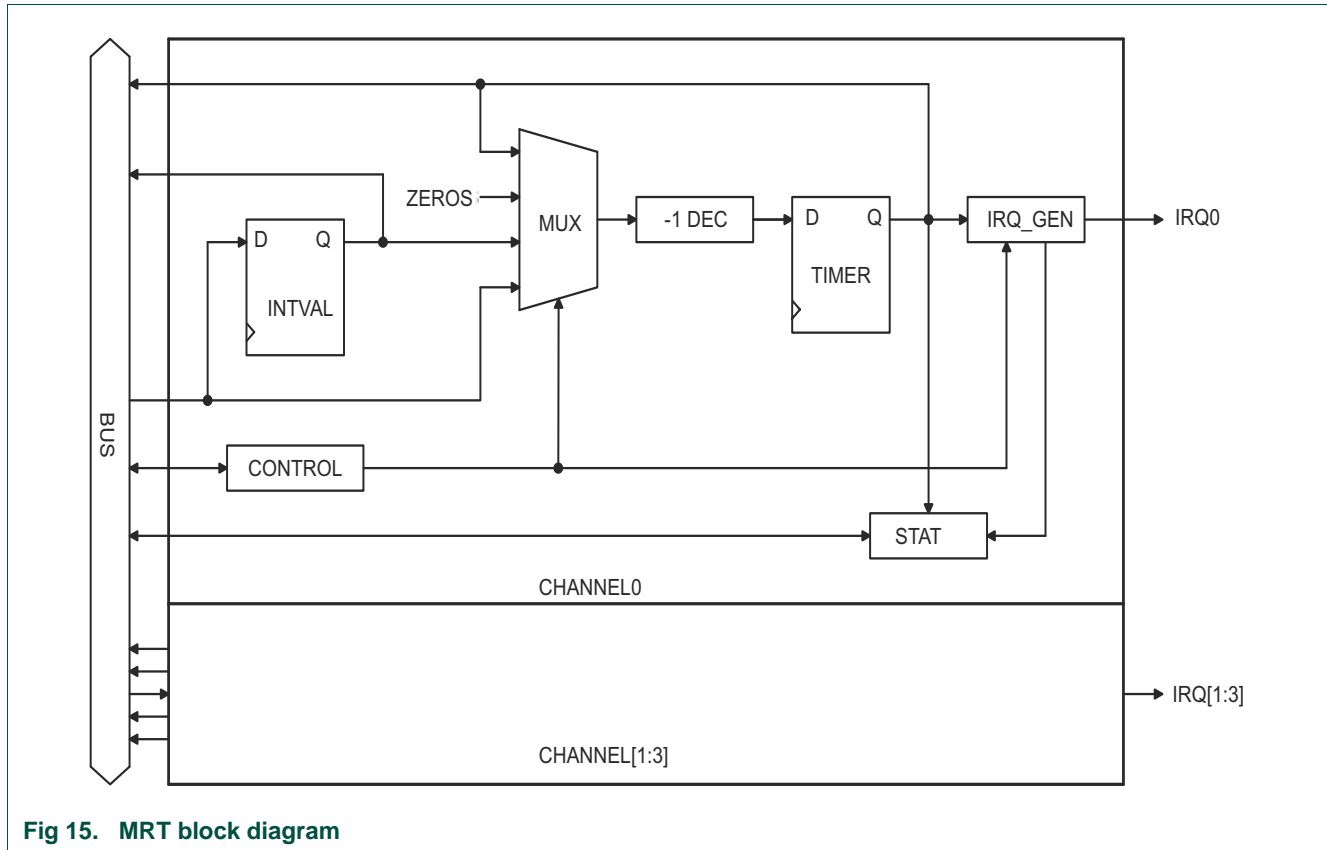 ZEROS
MUX
-1 DEC
D Q
TIMER
IRQ_GEN
IRQ0
D Q
INTVAL
BUS
CONTROL
STAT
CHANNEL0
IRQ[1:3]
CHANNEL[1:3]
Fig 15. MRT block diagram